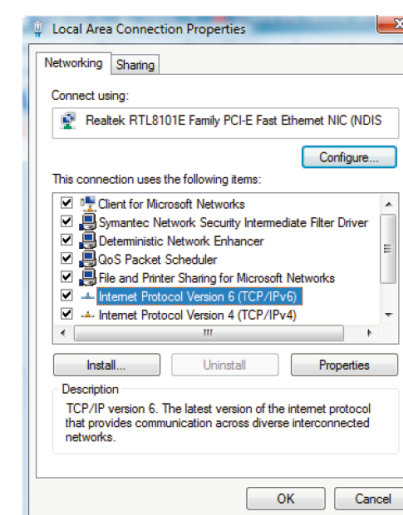 Local Area Connection Properties
Networking Sharing
Connect using:
Realtek RTL8101E Family PCI-E Fast Ethernet NIC (NDIS
Configure...
This connection uses the following items:
Client for Microsoft Networks
Symantec Network Security Intermediate Filter Driver
Deterministic Network Enhancer
QoS Packet Scheduler
File and Printer Sharing for Microsoft Networks
Internet Protocol Version 6 (TCP/IPv6)
Internet Protocol Version 4 (TCP/IPv4)
Install... Uninstall Properties
Description
TCP/IP version 6. The latest version of the internet protocol
that provides communication across diverse interconnected
networks.
OK Cancel